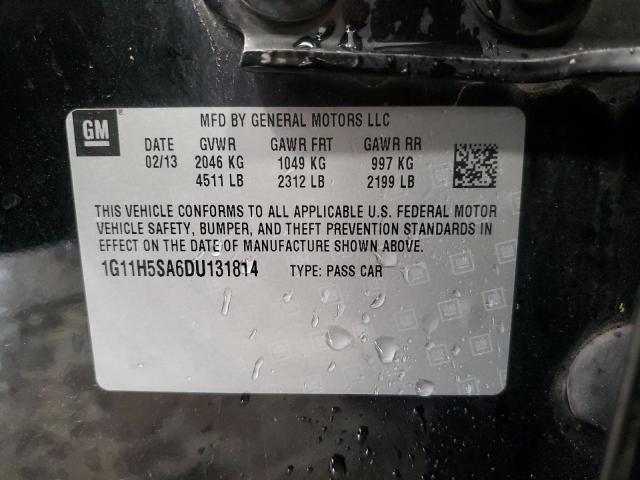 GM
MFD BY GENERAL MOTORS LLC
DATE GVWR GAWR FRT GAWR RR
02/13 2046 KG 1049 KG 997 KG
4511 LB 2312 LB 2199 LB
THIS VEHICLE CONFORMS TO ALL APPLICABLE U.S. FEDERAL MOTOR
VEHICLE SAFETY, BUMPER, AND THEFT PREVENTION STANDARDS IN
EFFECT ON THE DATE OF MANUFACTURE SHOWN ABOVE.
1G11H5SA6DU131814 TYPE: PASS CAR